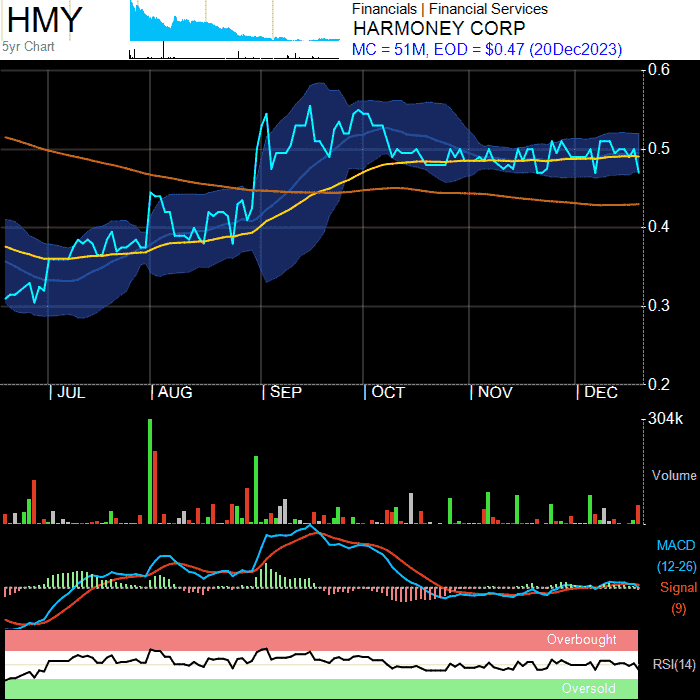 HMY
5yr Chart
Financials | Financial Services
HARMONEY CORP
MC = 51M, EOD = $0.47 (20Dec2023)
0.6
0.5
0.4
0.3
0.2
| JUL | AUG | SEP | OCT | NOV | DEC
304k
Volume
MACD
(12-26)
Signal
(9)
Overbought
RSI(14)
Oversold